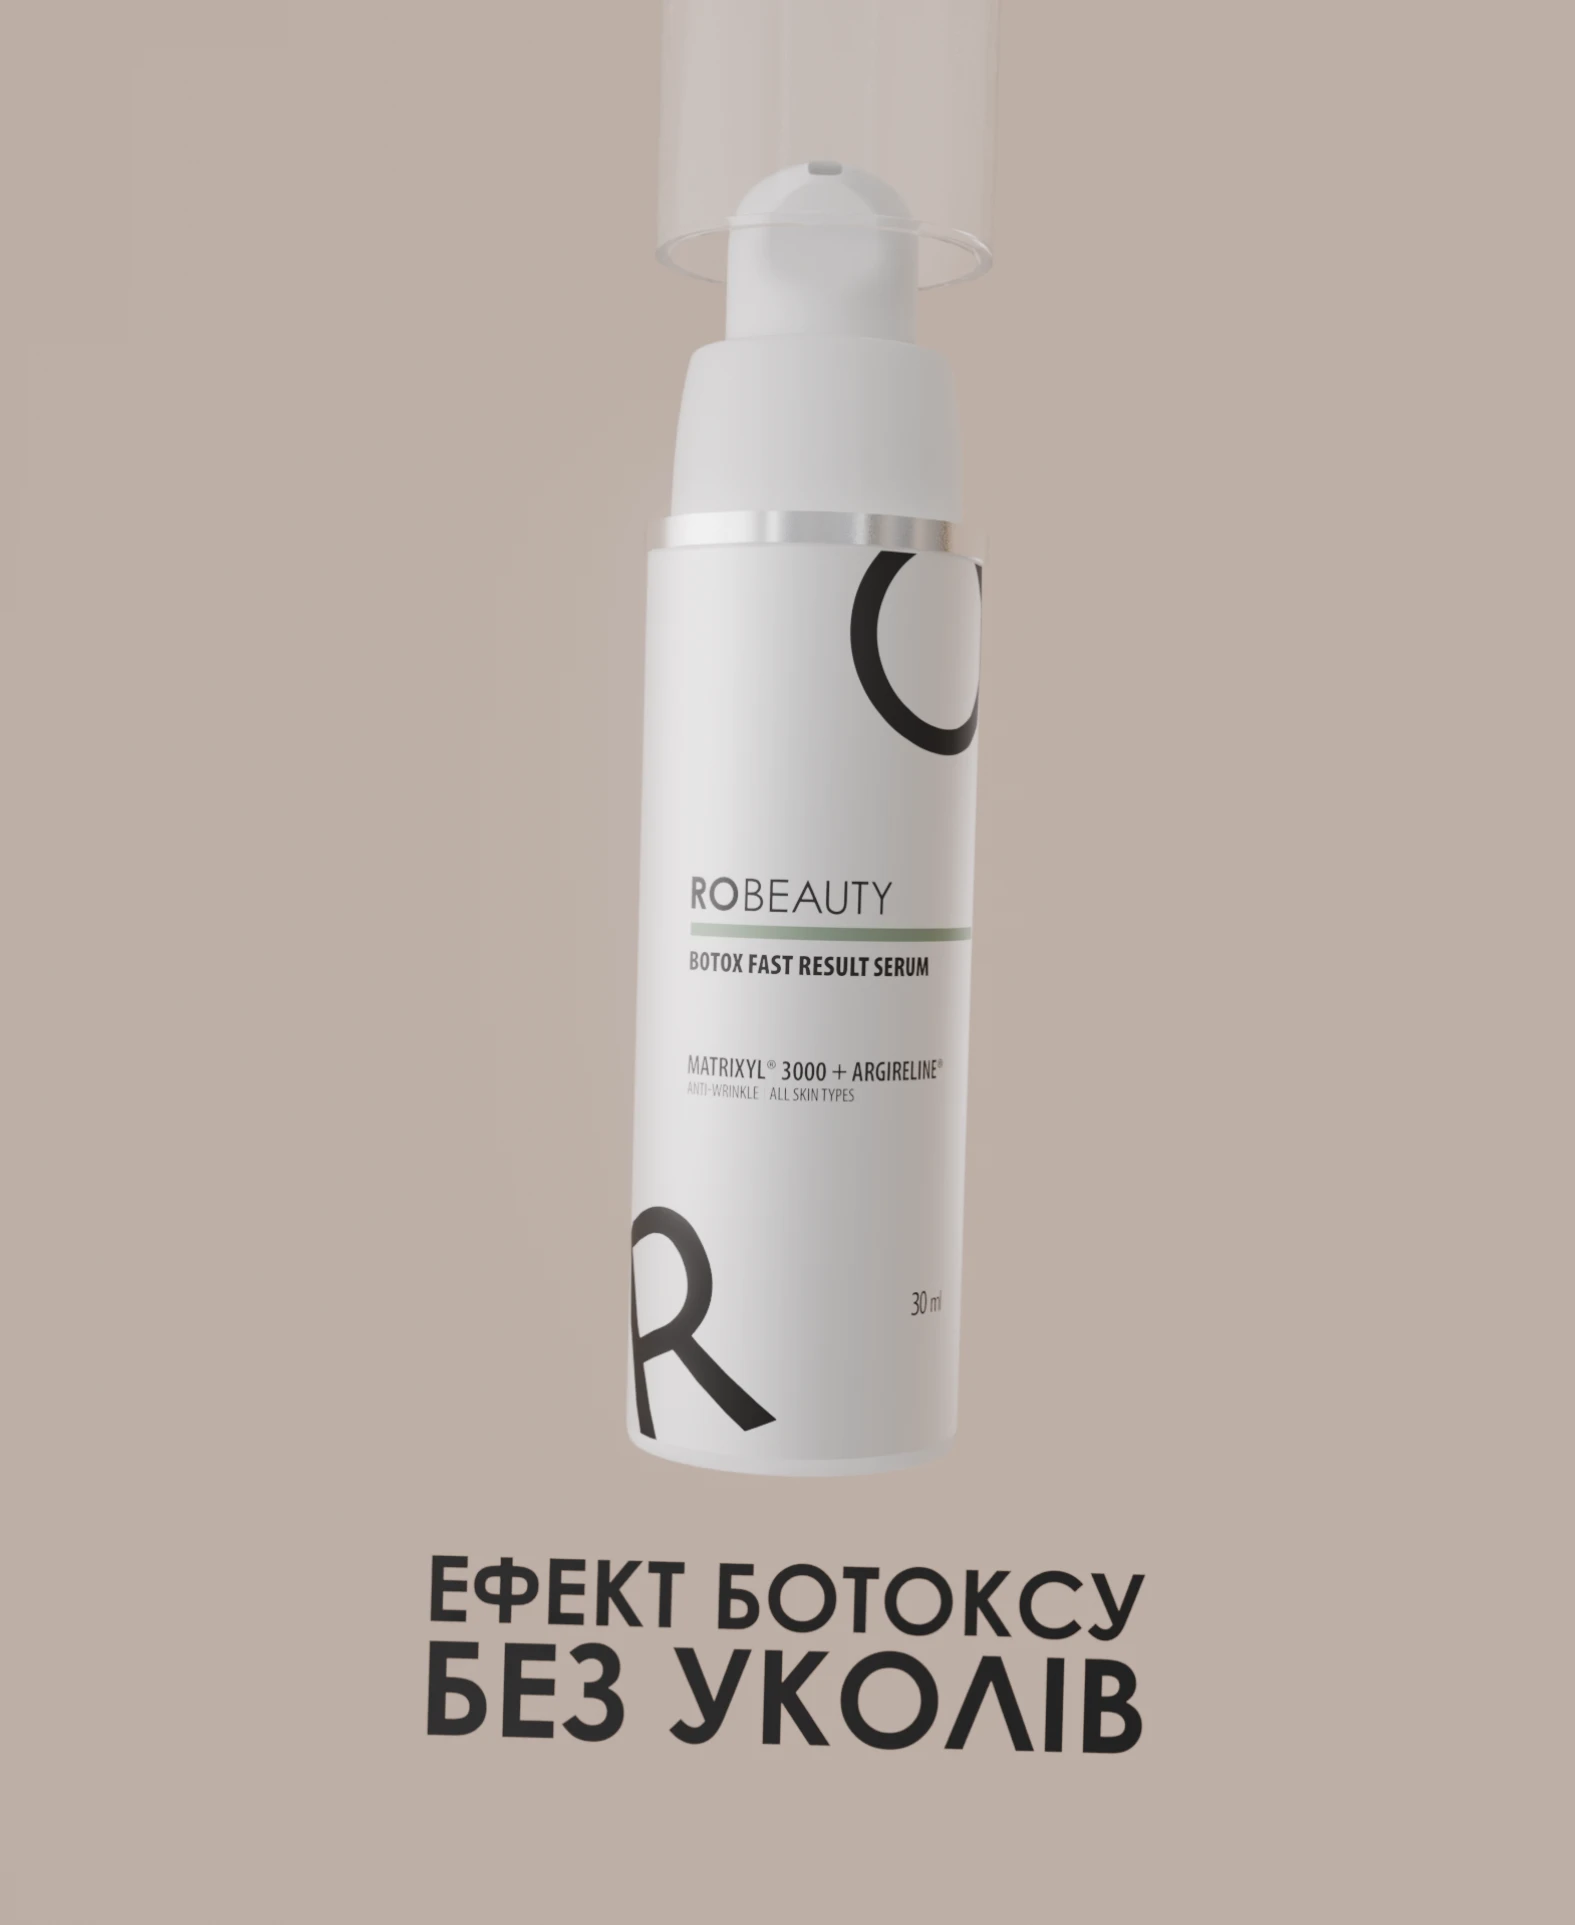 ROBEAUTY
BOTOX FAST RESULT SERUM
MATRIXYL® 3000 + ARGIRELINE®
ANTI-WRINKLE | ALL SKIN TYPES
30 ml
ЕФЕКТ БОТОКСУ
БЕЗ УКОЛІВ